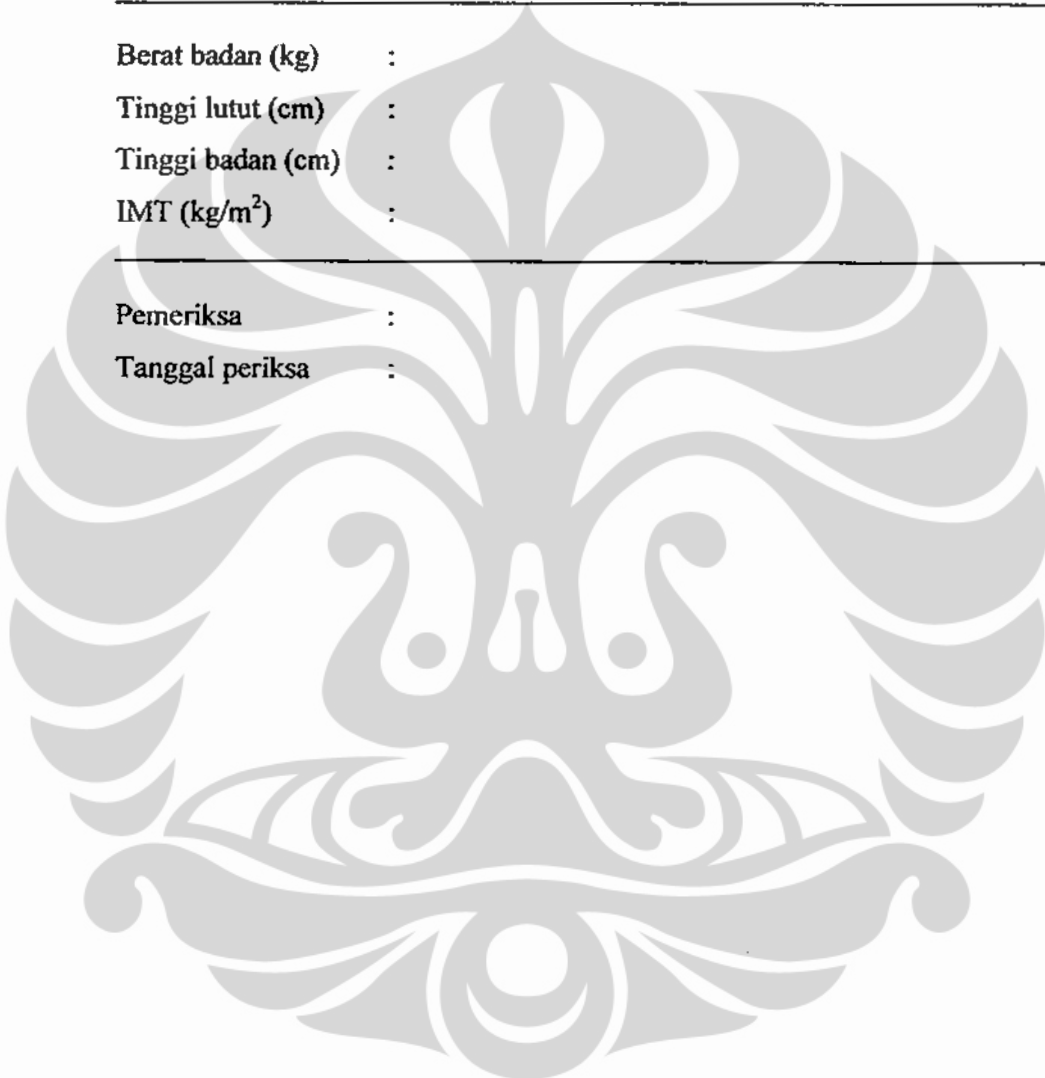 Berat badan (kg) :
Tinggi lutut (cm) :
Tinggi badan (cm) :
IMT (kg/m²) :
Pemeriksa :
Tanggal periksa :